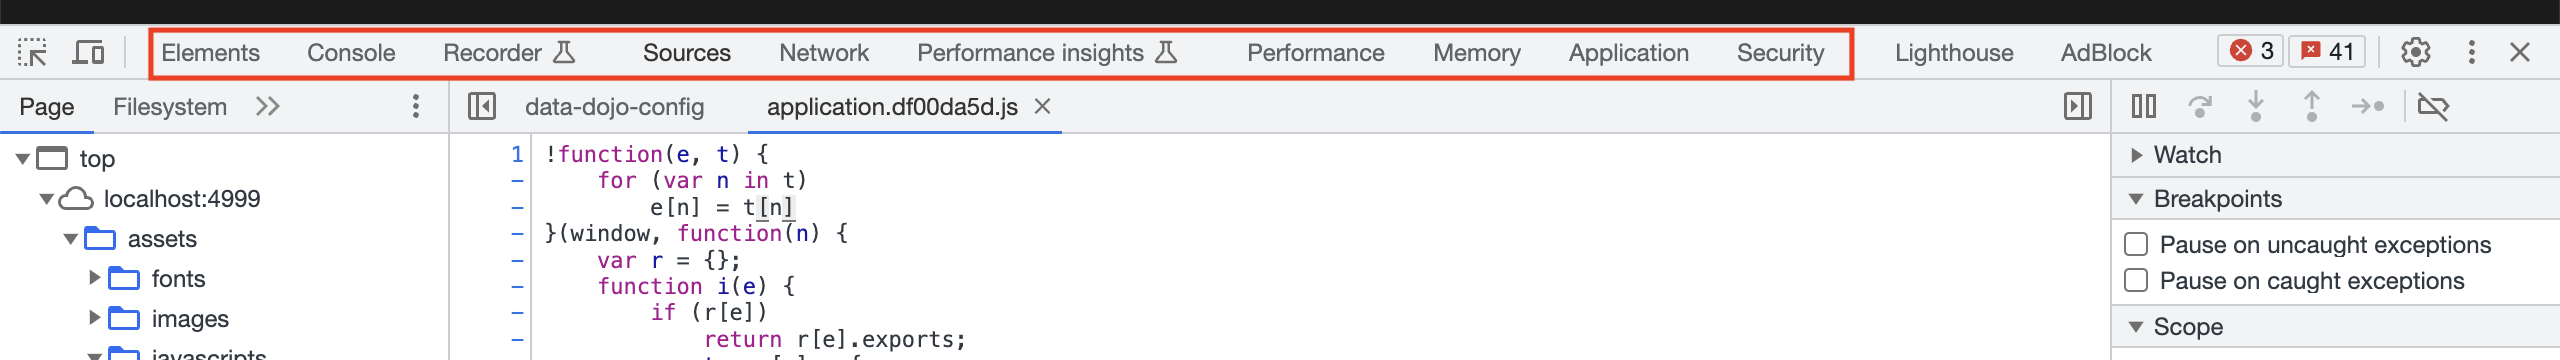 Elements Console Recorder Sources Network Performance insights Performance Memory Application Security Lighthouse AdBlock 3 41
Page Filesystem data-dojo-config application.df00da5d.js
top
localhost:4999
assets
fonts
images
javascripts
1 !function(e, t) {
- for (var n in t)
- e[n] = t[n]
- }(window, function(n) {
- var r = {};
- function i(e) {
- if (r[e])
- return r[e].exports;
Watch
Breakpoints
Pause on uncaught exceptions
Pause on caught exceptions
Scope